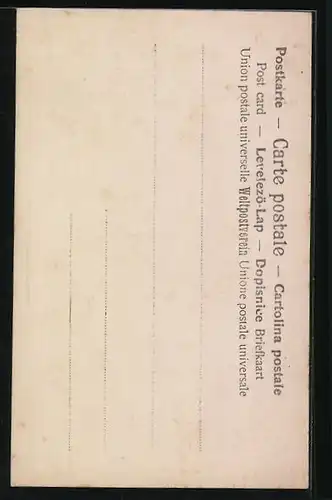 Postkarte — Carte postale — Cartolina postale
Post card — Levelező-Lap — Dopisnice Briefkaart
Union postale universelle Weltpostverein Unione postale universale